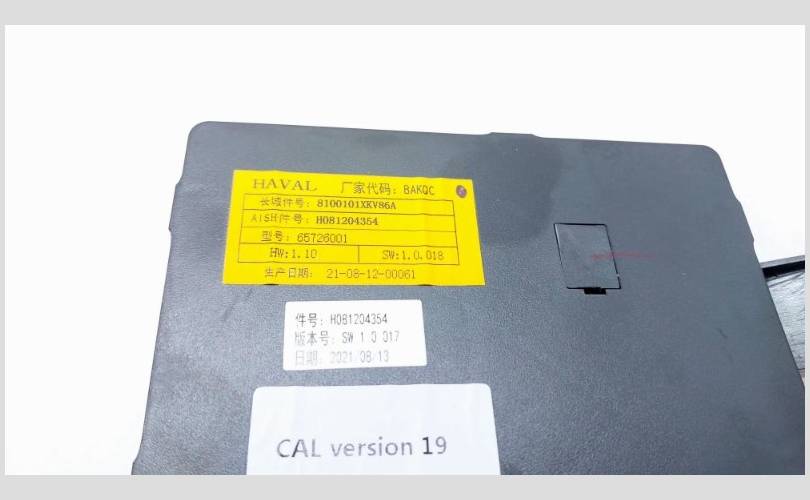 HAVAL 厂家代码: BAKQC
长城件号: 8100101XKV86A
AISH件号: H081204354
型号: 65726001
HW:1.10 SW:1.0.018
生产日期: 21-08-12-00061
件号: H081204354
版本号: SW 1 0 017
日期: 2021/08/13
CAL version 19